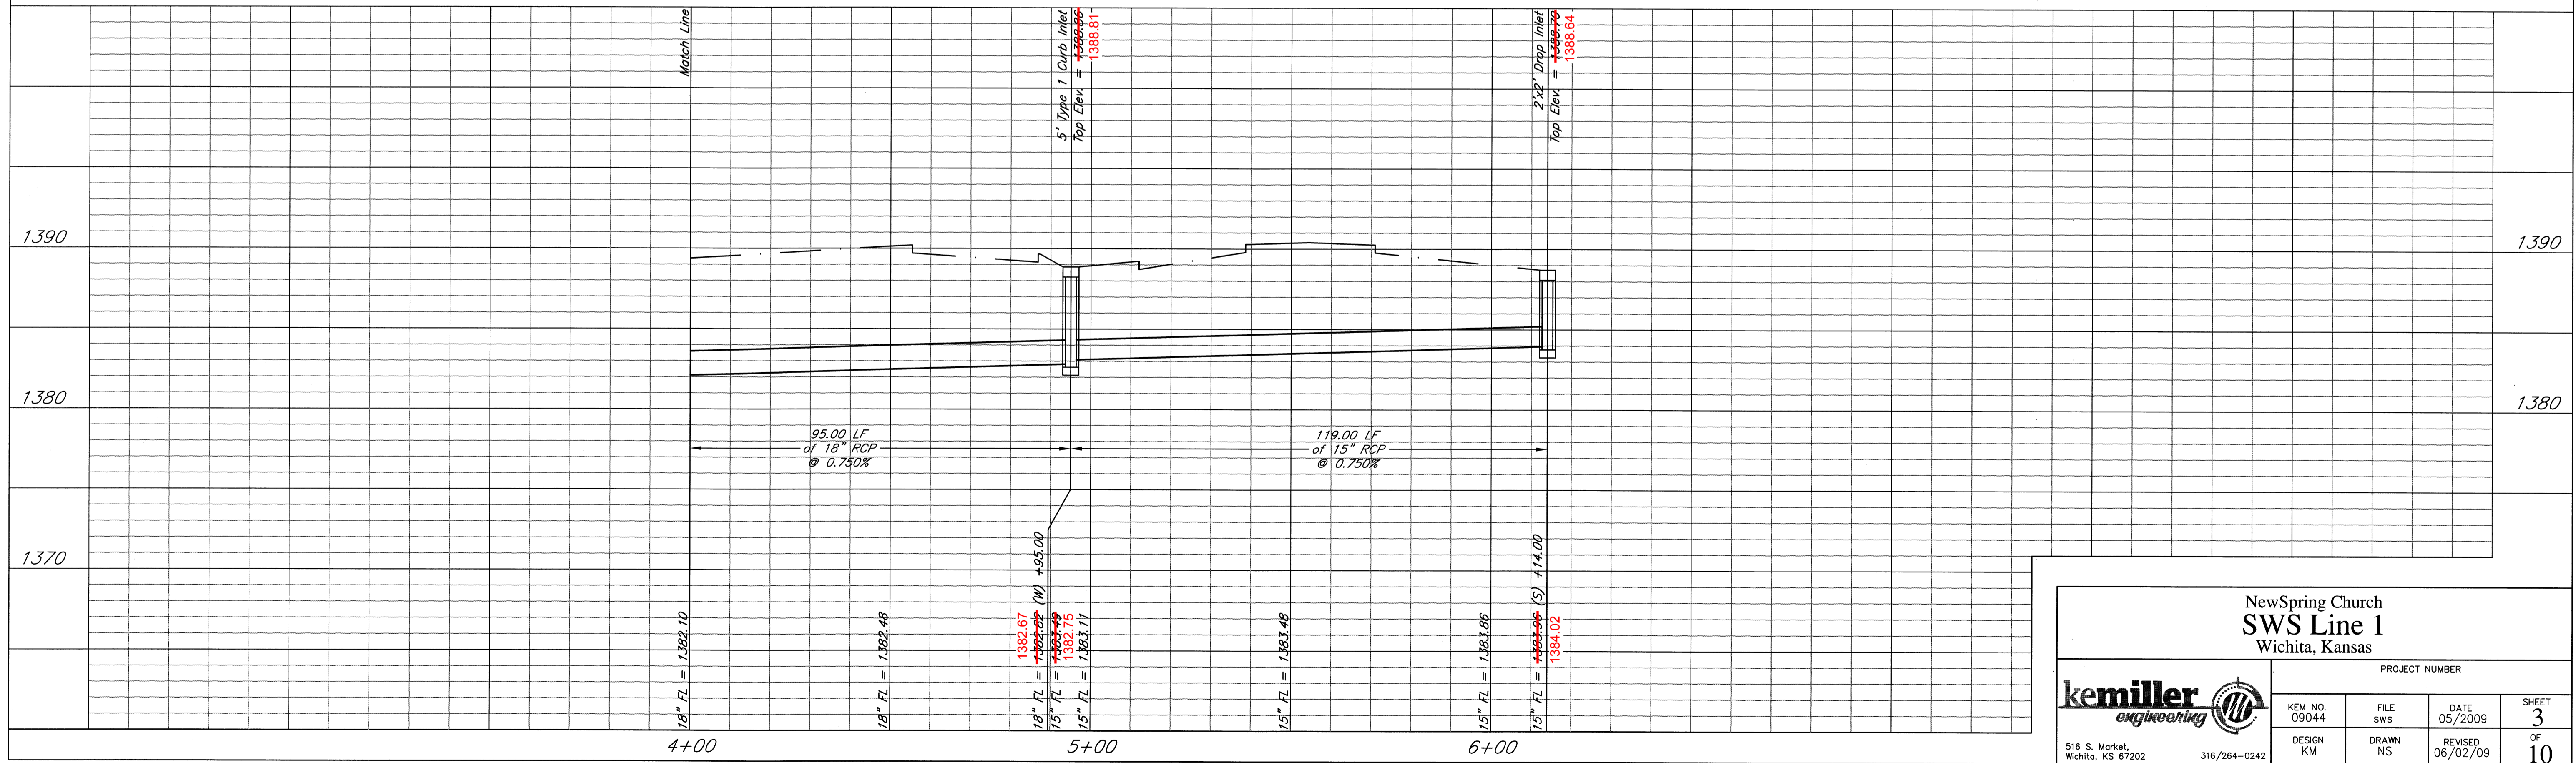 Match Line
5' Type 1 Curb Inlet
Top Elev. = 1388.86
1388.81
2'x2' Drop Inlet
Top Elev. = 1388.70
1388.64
1390
1390
1380
1380
1370
95.00 LF
of 18" RCP
@ 0.750%
119.00 LF
of 15" RCP
@ 0.750%
18" FL = 1382.10
18" FL = 1382.48
1382.67
18" FL = 1382.82 (W) +95.00
15" FL =
1382.75
15" FL = 1383.11
15" FL = 1383.48
15" FL = 1383.86
15" FL = (S) +14.00
1384.02
4+00
5+00
6+00
NewSpring Church
SWS Line 1
Wichita, Kansas
PROJECT NUMBER
kemiller
engineering
516 S. Market,
Wichita, KS 67202
316/264-0242
KEM NO.
09044
FILE
SWS
DATE
05/2009
SHEET
3
DESIGN
KM
DRAWN
NS
REVISED
06/02/09
OF
10